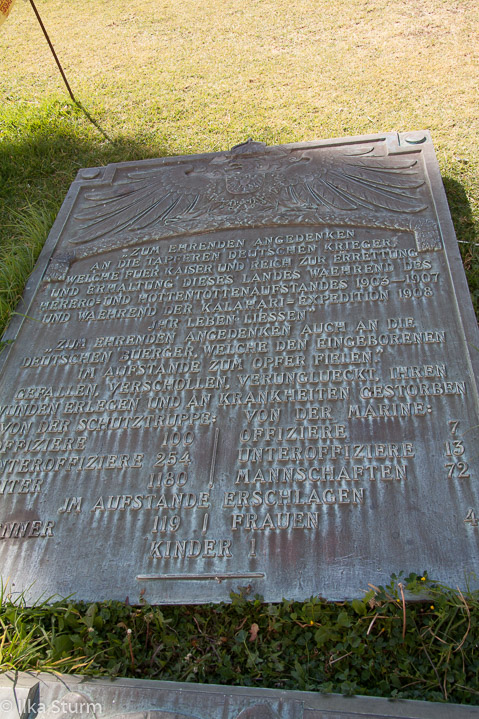 „ZUM EHRENDEN ANGEDENKEN
AN DIE TAPFEREN DEUTSCHEN KRIEGER,
WELCHE FUER KAISER UND REICH ZUR ERRETTUNG
UND ERHALTUNG DIESES LANDES WAEHREND DES
HERERO- UND HOTTENTOTTENAUFSTANDES 1903-1907
UND WAEHREND DER KALAHARI-EXPEDITION 1908
IHR LEBEN LIESSEN“
„ZUM EHRENDEN ANGEDENKEN AUCH AN DIE
DEUTSCHEN BUERGER, WELCHE DEN EINGEBORENEN
IM AUFSTANDE ZUM OPFER FIELEN.“
GEFALLEN, VERSCHOLLEN, VERUNGLUECKT, IHREN
WUNDEN ERLEGEN UND AN KRANKHEITEN GESTORBEN
VON DER SCHUTZTRUPPE: VON DER MARINE:
OFFIZIERE 100 OFFIZIERE 7
UNTEROFFIZIERE 254 UNTEROFFIZIERE 13
REITER 1180 MANNSCHAFTEN 72
IM AUFSTANDE ERSCHLAGEN
MÄNNER 119 FRAUEN 4
KINDER 1
© Ilka Sturm